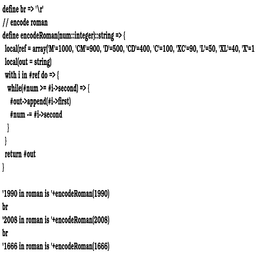 define br => '\r'
// encode roman
define encodeRoman(num::integer)::string => {
local(ref = array('M'=1000, 'CM'=900, 'D'=500, 'CD'=400, 'C'=100, 'XC'=90, 'L'=50, 'XL'=40, 'X'=1
local(out = string)
with i in #ref do => {
while(#num >= #i->second) => {
#out->append(#i->first)
#num -= #i->second
}
}
return #out
}
'1990 in roman is '+encodeRoman(1990)
br
'2008 in roman is '+encodeRoman(2008)
br
'1666 in roman is '+encodeRoman(1666)